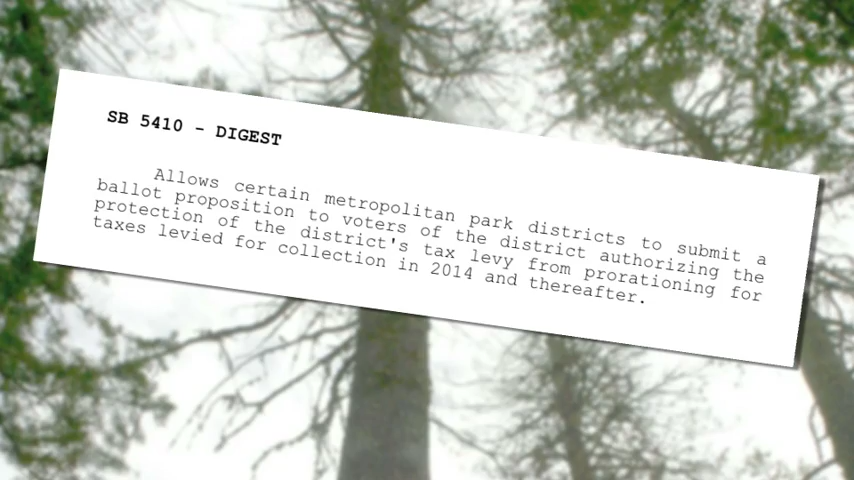 SB 5410 - DIGEST
Allows certain metropolitan park districts to submit a
ballot proposition to voters of the district authorizing the
protection of the district's tax levy from prorationing for
taxes levied for collection in 2014 and thereafter.